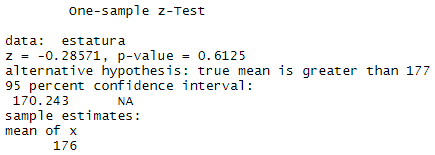 One-sample z-Test
data:  estatura
z = -0.28571, p-value = 0.6125
alternative hypothesis: true mean is greater than 177
95 percent confidence interval:
 170.243      NA
sample estimates:
mean of x
      176